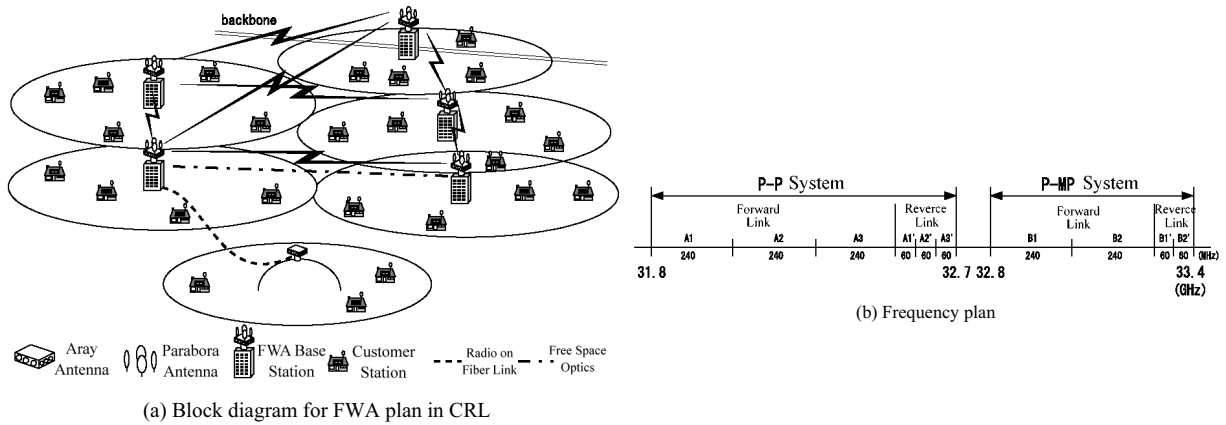 backbone
Aray Antenna
Parabora Antenna
FWA Base Station
Customer Station
Radio on Fiber Link
Free Space Optics
(a) Block diagram for FWA plan in CRL
P-P System
P-MP System
Forward Link
Reverce Link
Forward Link
Reverce Link
A1 A2 A3 A1' A2' A3' B1 B2 B1' B2'
240 240 240 60 60 60 240 240 60 60 (MHz)
31.8 32.7 32.8 33.4
(GHz)
(b) Frequency plan